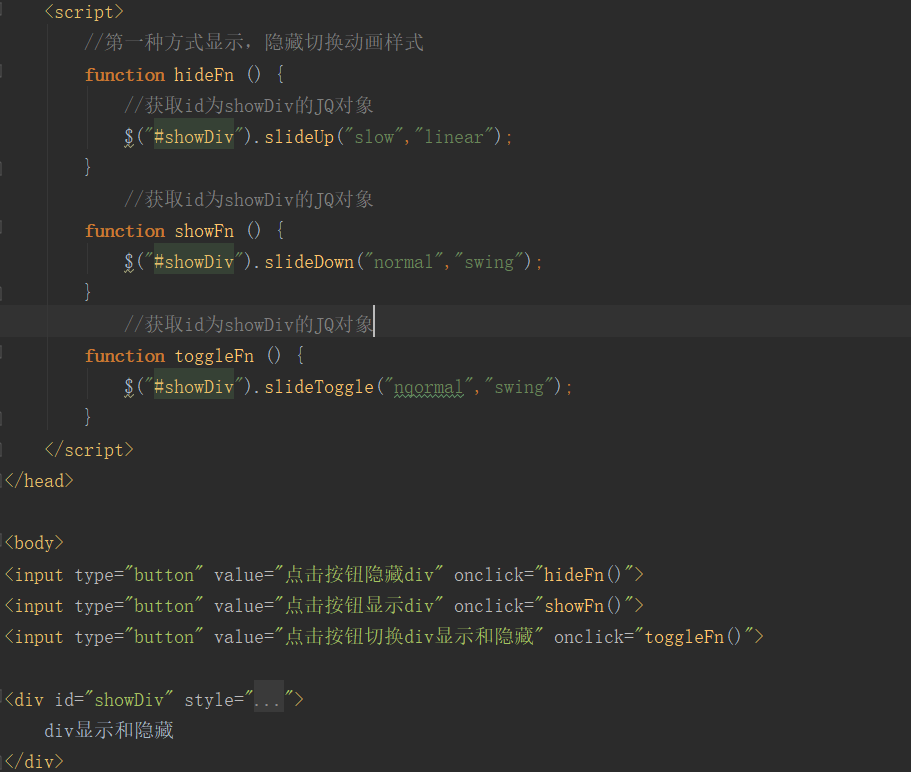 <script>
//第一种方式显示，隐藏切换动画样式
function hideFn () {
//获取id为showDiv的JQ对象
$("#showDiv").slideUp("slow","linear");
}
//获取id为showDiv的JQ对象
function showFn () {
$("#showDiv").slideDown("normal","swing");
}
//获取id为showDiv的JQ对象
function toggleFn () {
$("#showDiv").slideToggle("nqormal","swing");
}
</script>
</head>
<body>
<input type="button" value="点击按钮隐藏div" onclick="hideFn()">
<input type="button" value="点击按钮显示div" onclick="showFn()">
<input type="button" value="点击按钮切换div显示和隐藏" onclick="toggleFn()">
<div id="showDiv" style="...">
div显示和隐藏
</div>